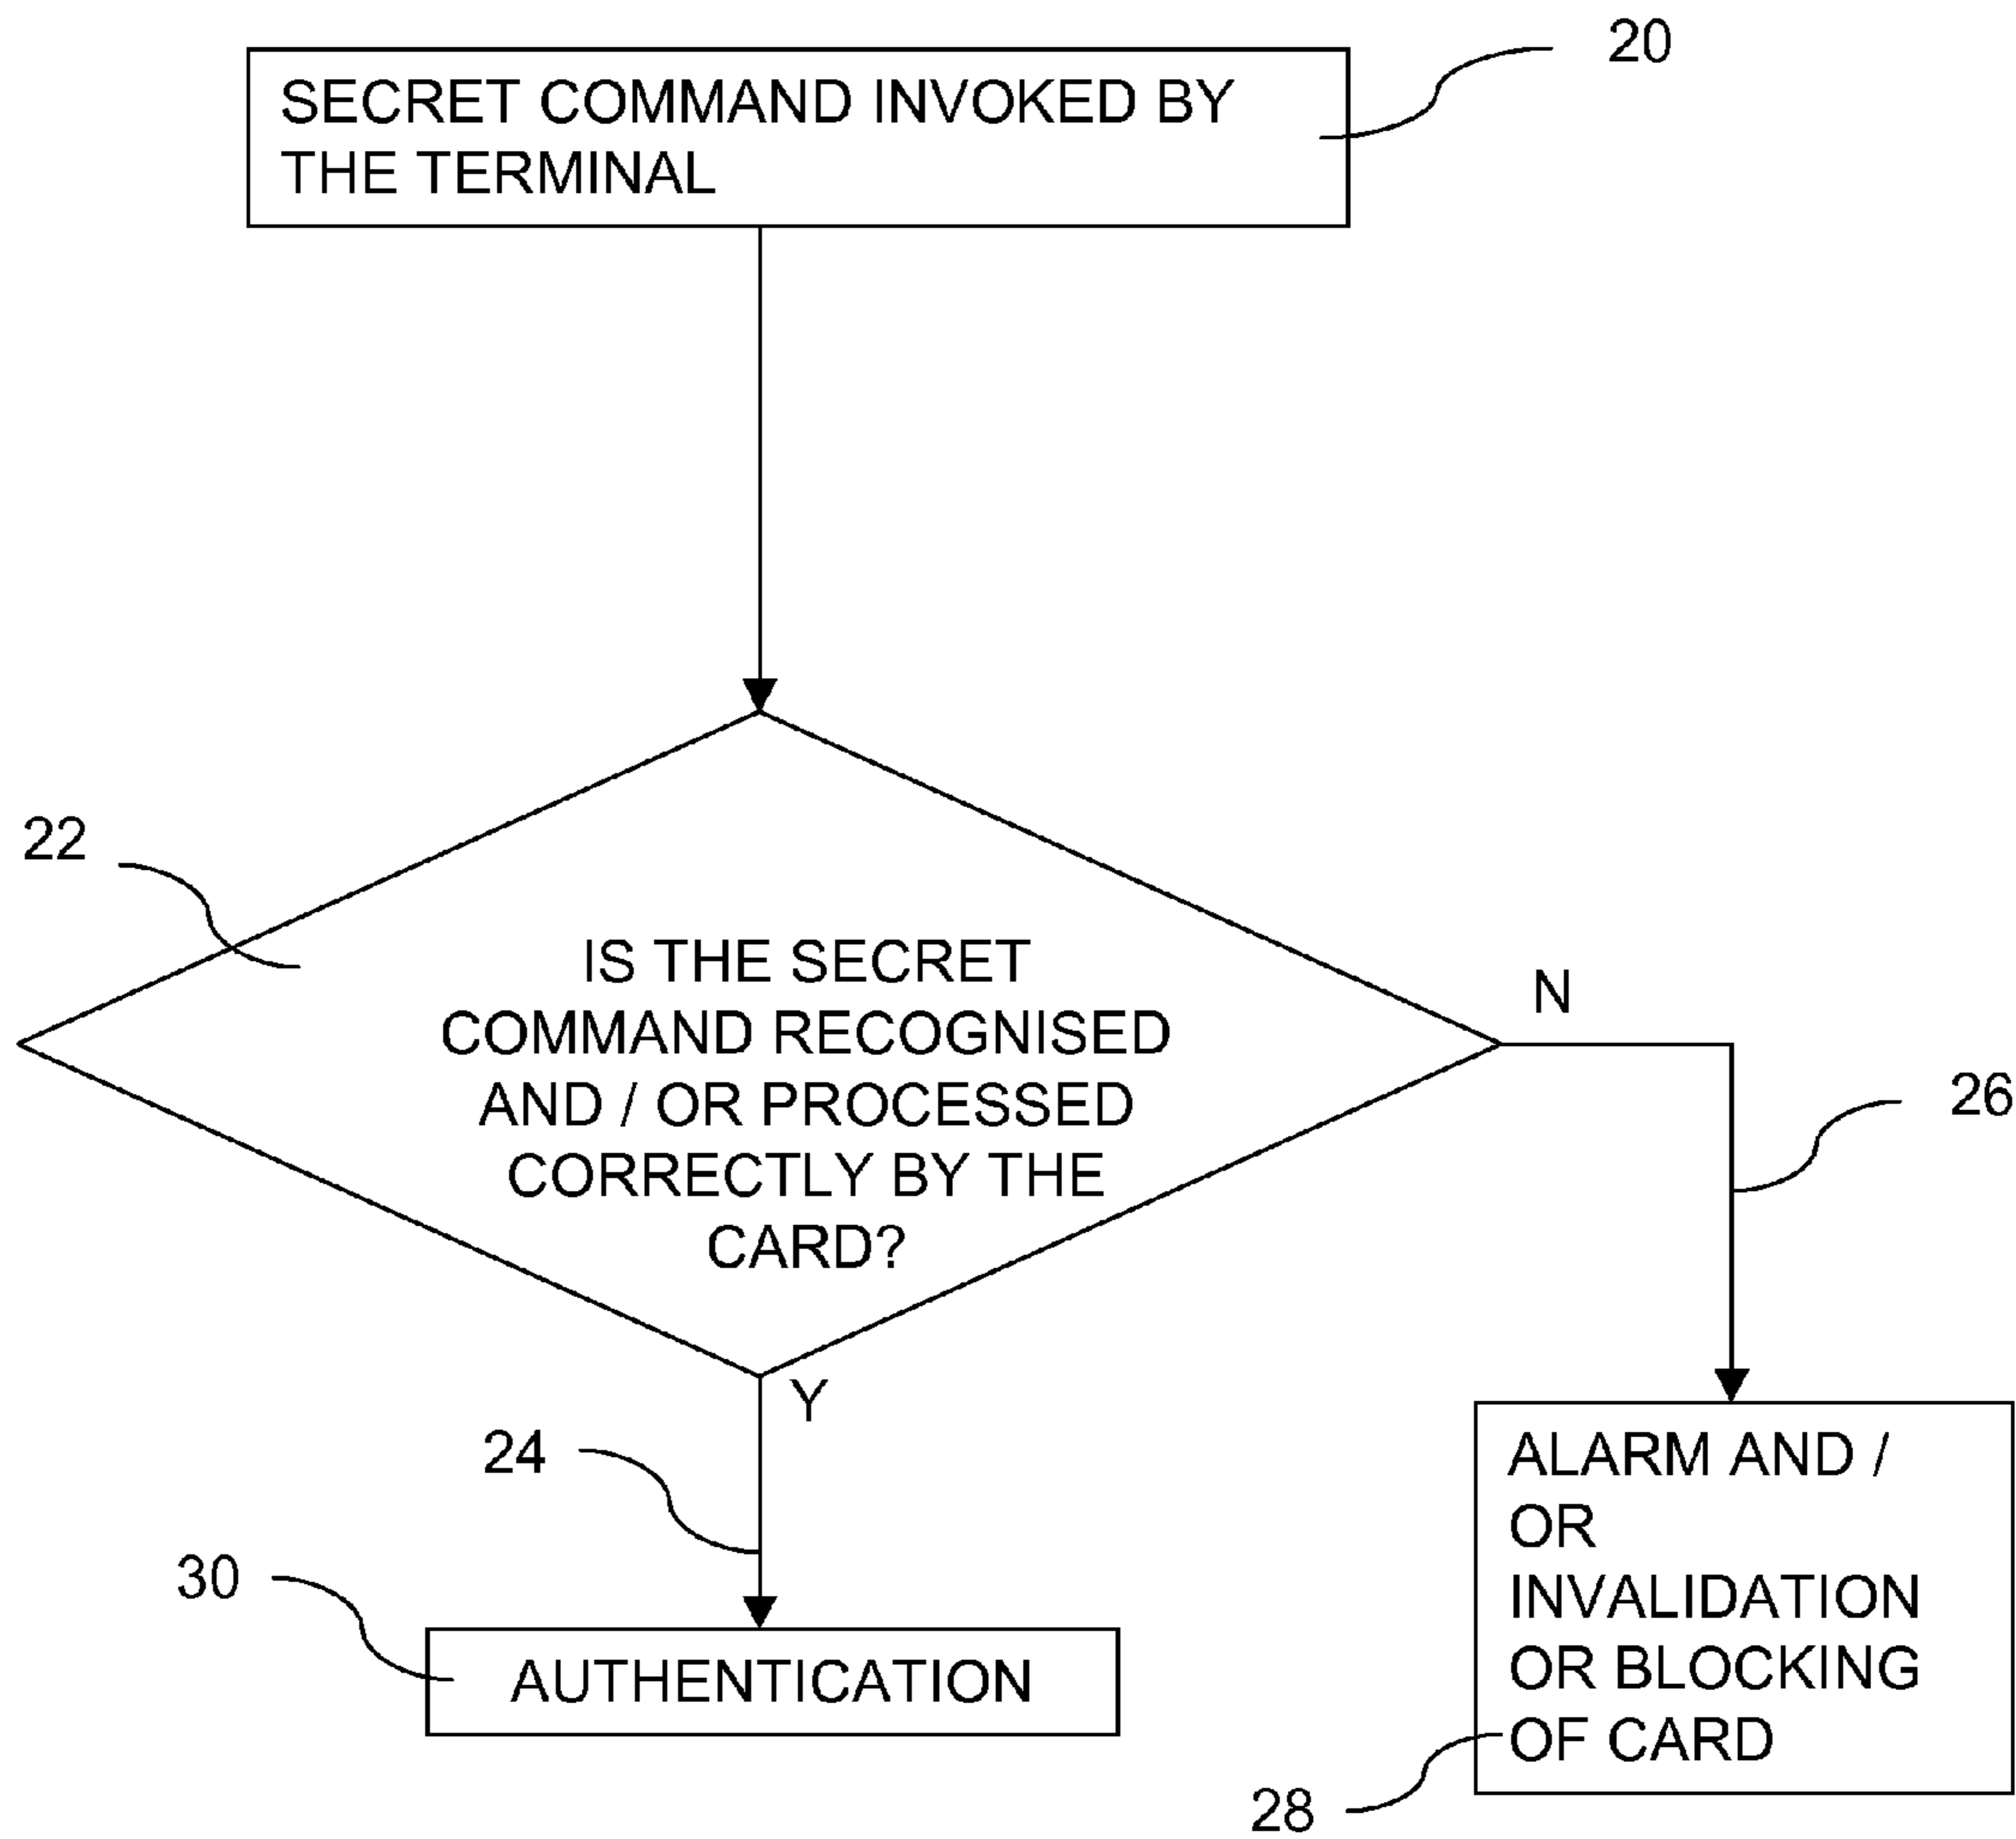 20
SECRET COMMAND INVOKED BY
THE TERMINAL
22
IS THE SECRET
COMMAND RECOGNISED
AND / OR PROCESSED
CORRECTLY BY THE
CARD?
N
26
Y
24
30
AUTHENTICATION
ALARM AND /
OR
INVALIDATION
OR BLOCKING
OF CARD
28